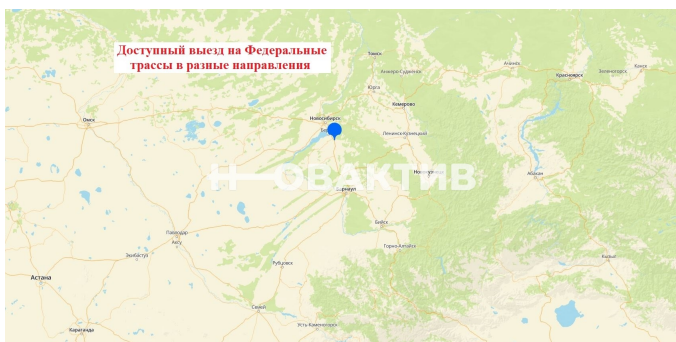 Доступный выезд на Федеральные
трассы в разные направления
Томск
Анжеро-Судженск
Ачинск
Красноярск
Зеленогорск
Канск
Юрга
Кемерово
Омск
Новосибирск
Ленинск-Кузнецкий
НОВАКТИВ
Абакан
Барнаул
Павлодар
Аксу
Бийск
Горно-Алтайск
Экибастуз
Рубцовск
Кызыл
Астана
Семей
Усть-Каменогорск
Караганда